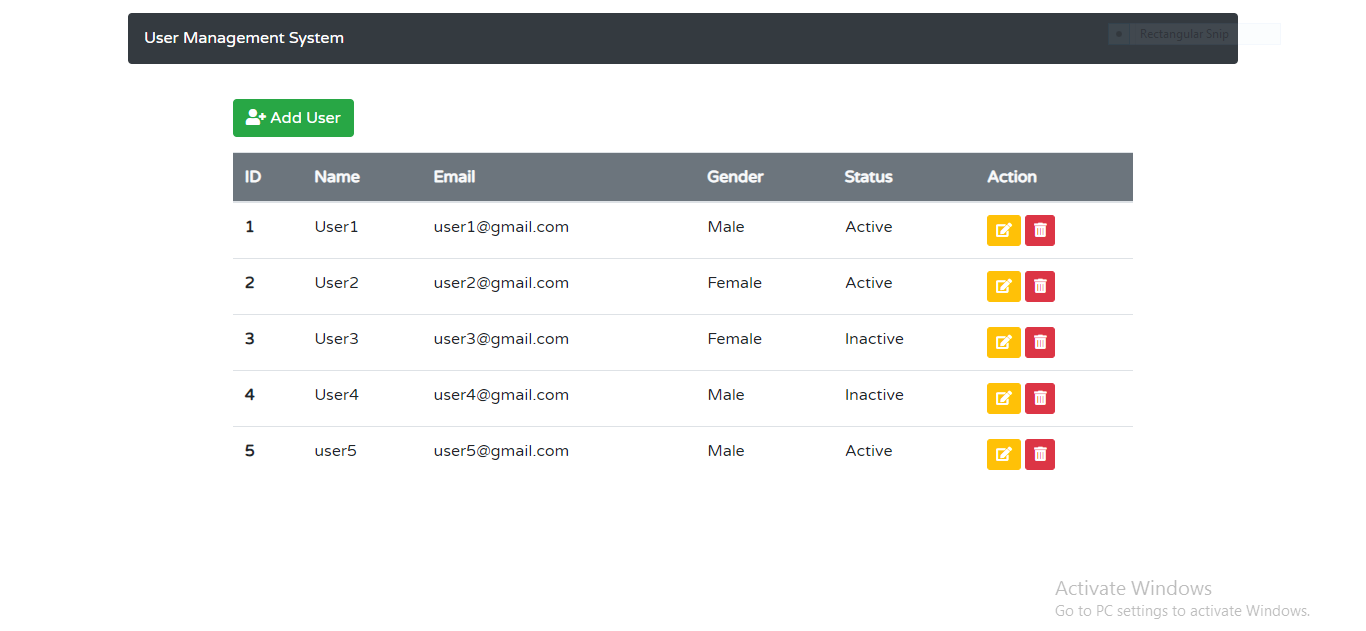 User Management System
Rectangular Snip
Add User
ID Name Email Gender Status Action
1 User1 user1@gmail.com Male Active
2 User2 user2@gmail.com Female Active
3 User3 user3@gmail.com Female Inactive
4 User4 user4@gmail.com Male Inactive
5 user5 user5@gmail.com Male Active
Activate Windows
Go to PC settings to activate Windows.